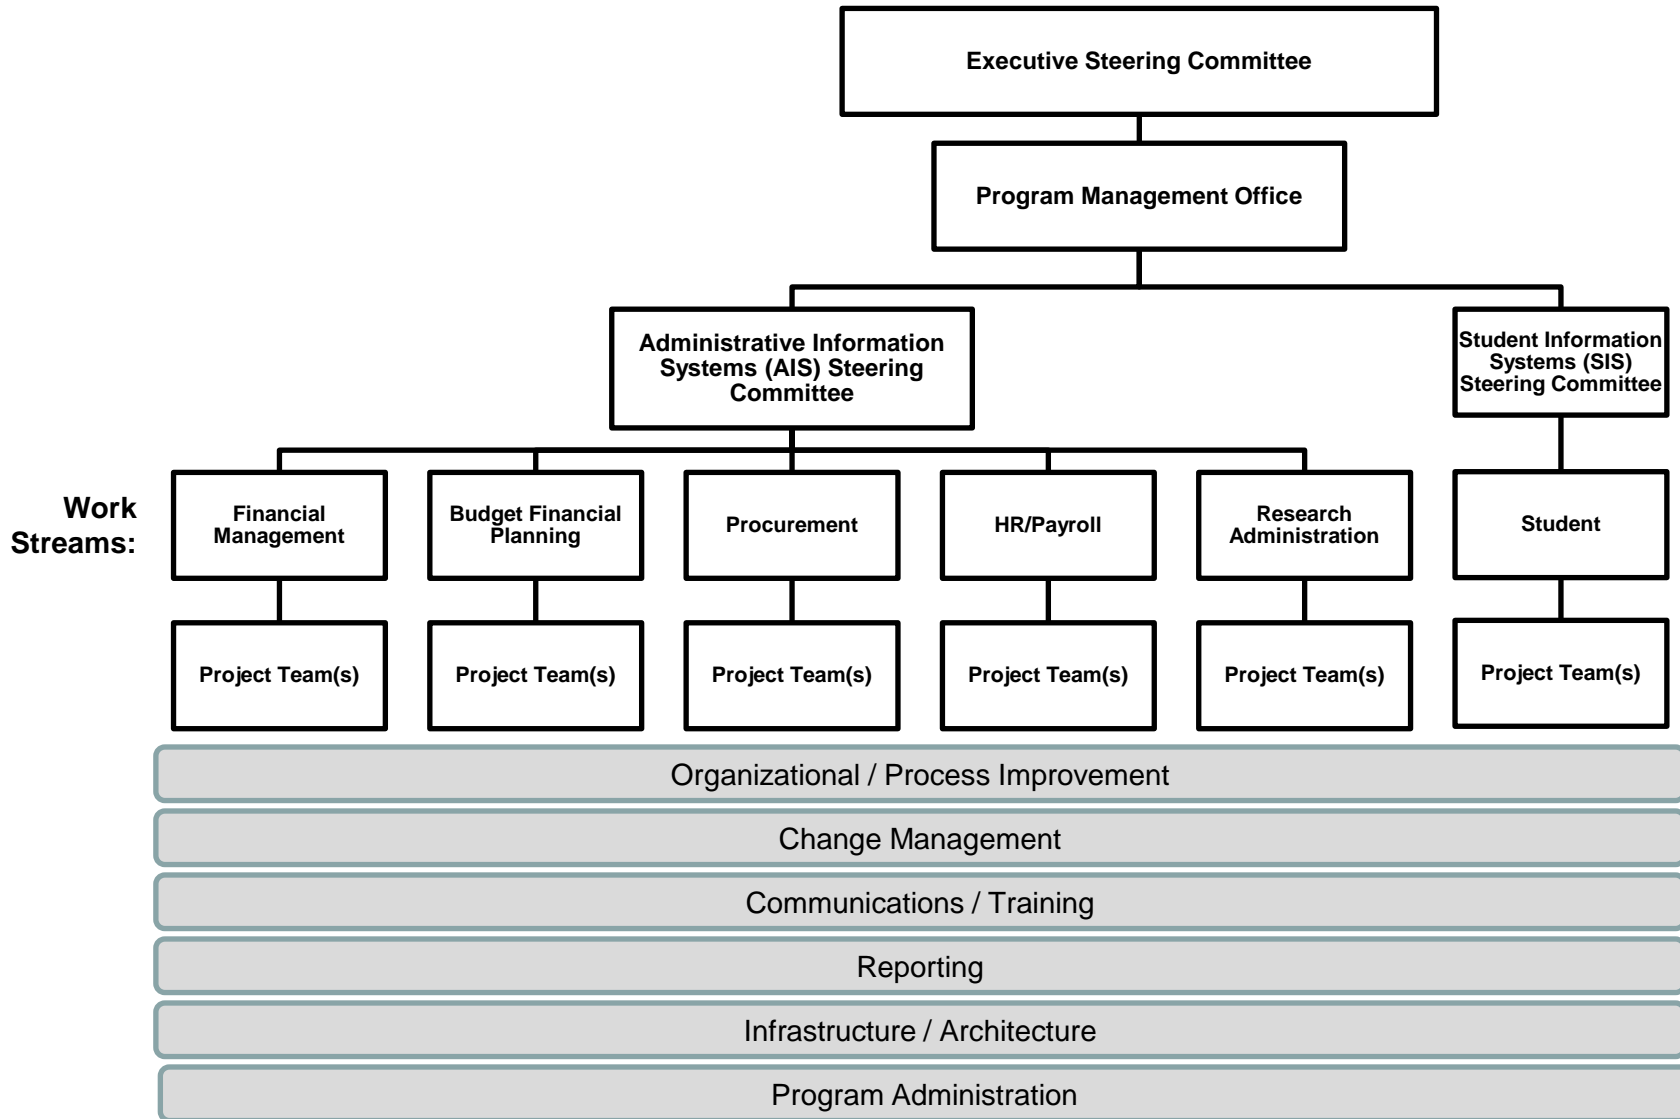 Executive Steering Committee
Program Management Office
Administrative Information
Systems (AIS) Steering
Committee
Student Information
Systems (SIS)
Steering Committee
Work
Streams:
Financial
Management
Budget Financial
Planning
Procurement
HR/Payroll
Research
Administration
Student
Project Team(s)
Project Team(s)
Project Team(s)
Project Team(s)
Project Team(s)
Project Team(s)
Organizational / Process Improvement
Change Management
Communications / Training
Reporting
Infrastructure / Architecture
Program Administration